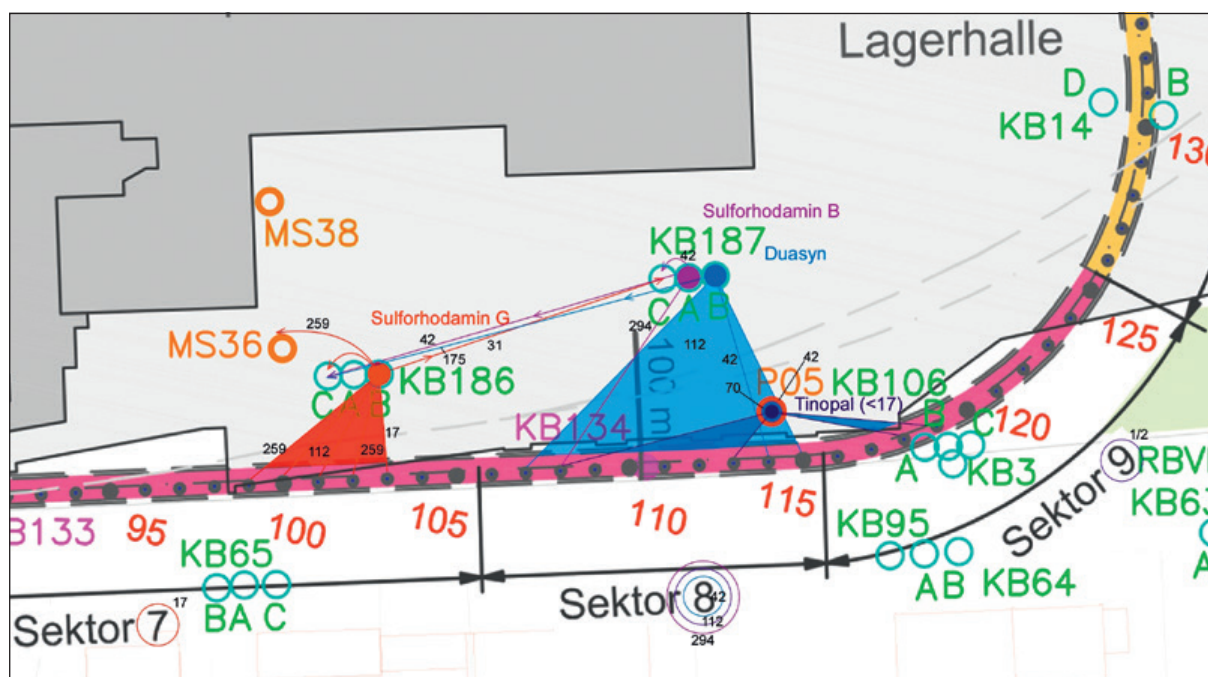 Lagerhalle
D
B
KB14
130
MS38
Sulforhodamin B
KB187
42
Duasyn
C A B
259
Sulforhodamin G
294
MS36
42
175
31
112
42
42
KB186
100 m
P05
KB106
C A B
70
Tinopal (<17)
B
C
125
17
KB134
120
259
112
259
A
KB3
1/2
Sektor 9
RBV
KB133
95
100
105
110
115
KB95
KB63
KB65
A B
KB64
A
B A C
Sektor 7
17
Sektor 8
42
112
294